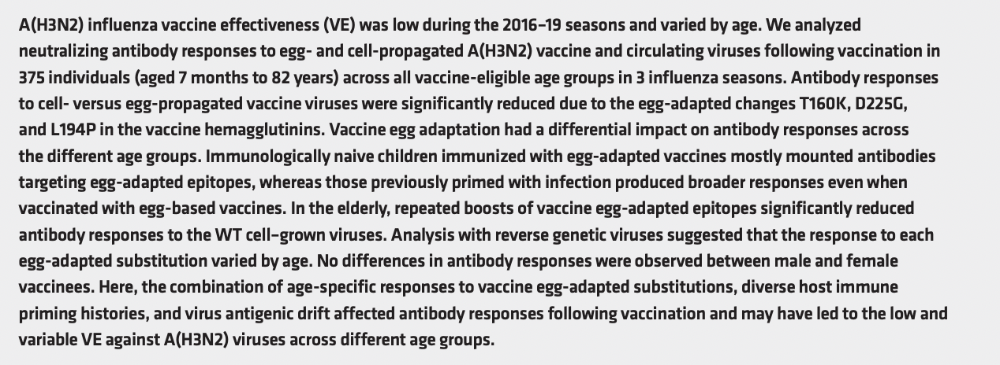 A(H3N2) influenza vaccine effectiveness (VE) was low during the 2016–19 seasons and varied by age. We analyzed
neutralizing antibody responses to egg- and cell-propagated A(H3N2) vaccine and circulating viruses following vaccination in
375 individuals (aged 7 months to 82 years) across all vaccine-eligible age groups in 3 influenza seasons. Antibody responses
to cell- versus egg-propagated vaccine viruses were significantly reduced due to the egg-adapted changes T160K, D225G,
and L194P in the vaccine hemagglutinins. Vaccine egg adaptation had a differential impact on antibody responses across
the different age groups. Immunologically naive children immunized with egg-adapted vaccines mostly mounted antibodies
targeting egg-adapted epitopes, whereas those previously primed with infection produced broader responses even when
vaccinated with egg-based vaccines. In the elderly, repeated boosts of vaccine egg-adapted epitopes significantly reduced
antibody responses to the WT cell–grown viruses. Analysis with reverse genetic viruses suggested that the response to each
egg-adapted substitution varied by age. No differences in antibody responses were observed between male and female
vaccinees. Here, the combination of age-specific responses to vaccine egg-adapted substitutions, diverse host immune
priming histories, and virus antigenic drift affected antibody responses following vaccination and may have led to the low and
variable VE against A(H3N2) viruses across different age groups.